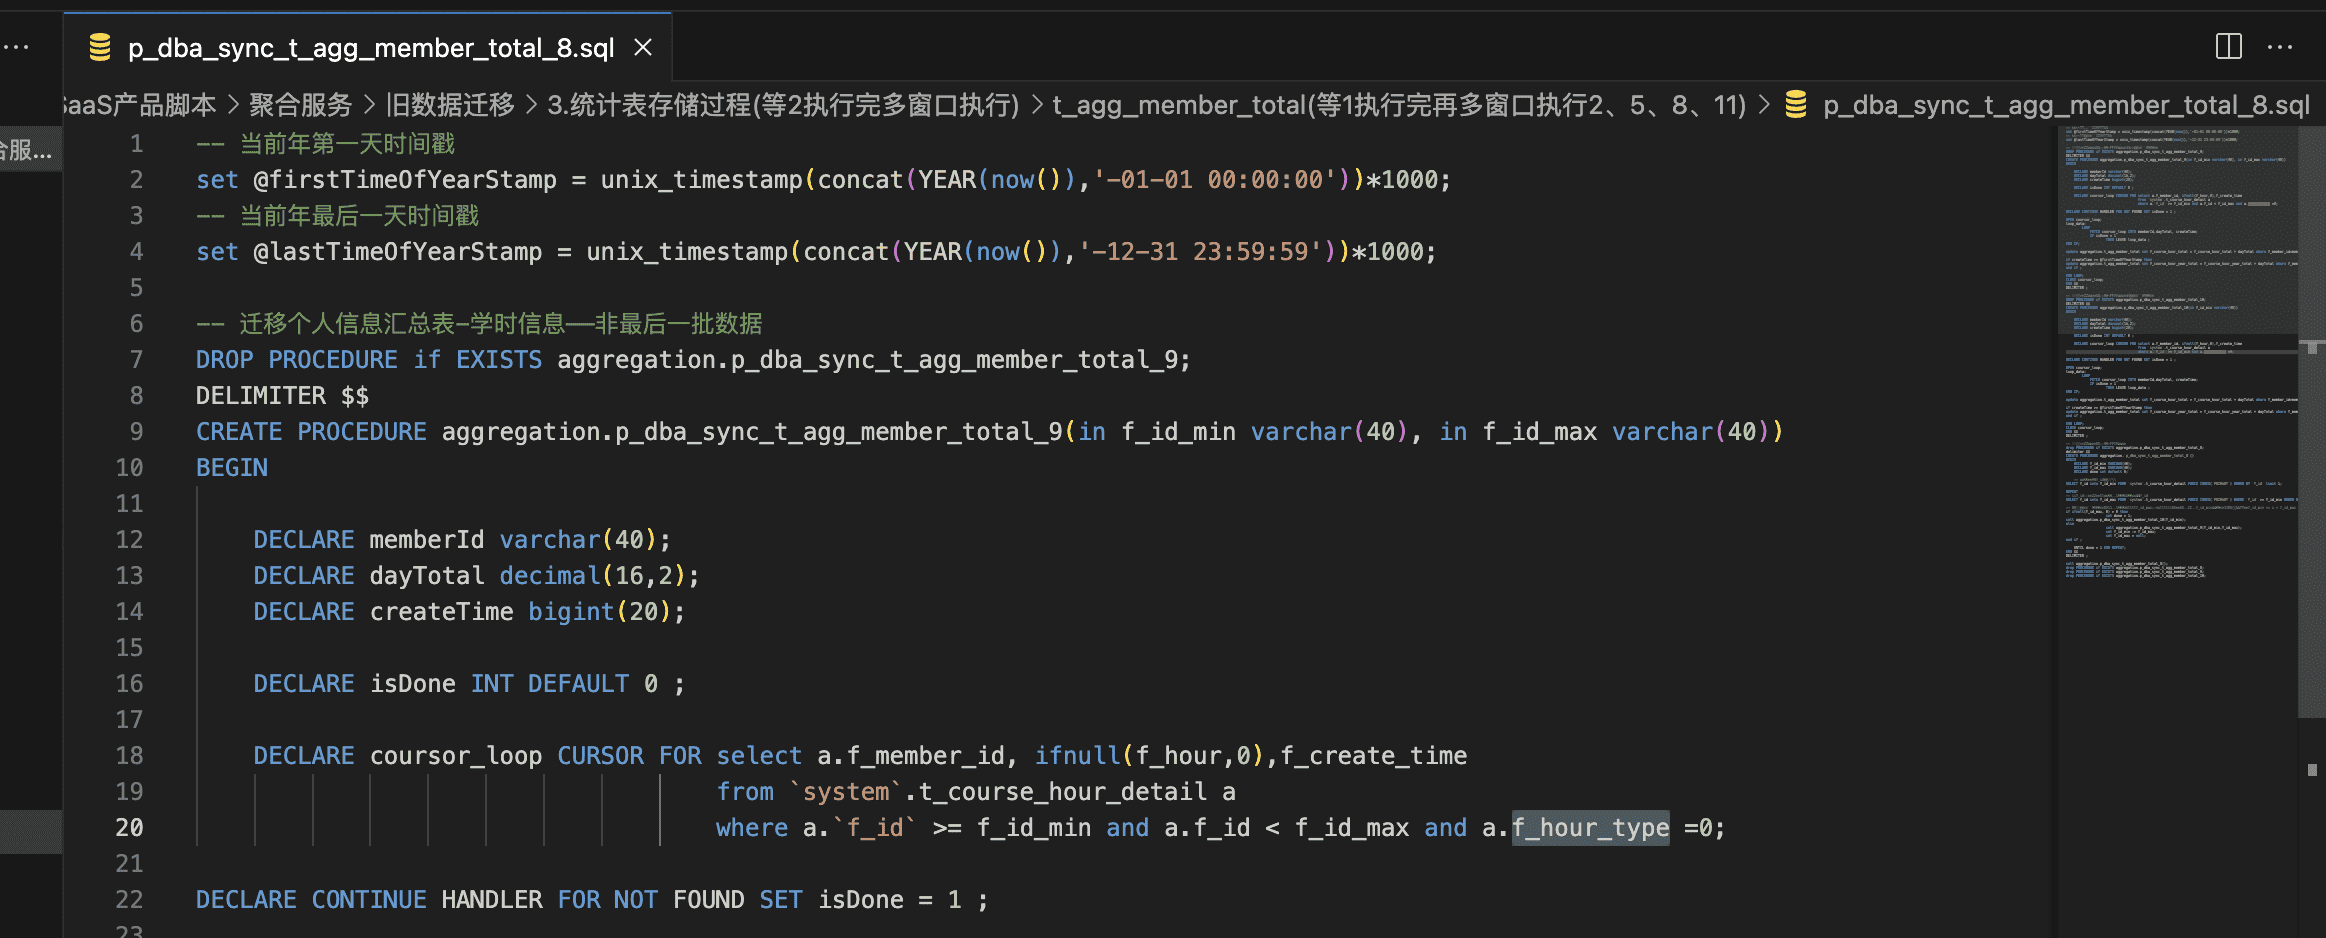 p_dba_sync_t_agg_member_total_8.sql
SaaS产品脚本 > 聚合服务 > 旧数据迁移 > 3.统计表存储过程(等2执行完多窗口执行) > t_agg_member_total(等1执行完再多窗口执行2、5、8、11) > p_dba_sync_t_agg_member_total_8.sql
合服...
1 -- 当前年第一天时间戳
2 set @firstTimeOfYearStamp = unix_timestamp(concat(YEAR(now()),'-01-01 00:00:00'))*1000;
3 -- 当前年最后一天时间戳
4 set @lastTimeOfYearStamp = unix_timestamp(concat(YEAR(now()),'-12-31 23:59:59'))*1000;
5
6 -- 迁移个人信息汇总表-学时信息——非最后一批数据
7 DROP PROCEDURE if EXISTS aggregation.p_dba_sync_t_agg_member_total_9;
8 DELIMITER $$
9 CREATE PROCEDURE aggregation.p_dba_sync_t_agg_member_total_9(in f_id_min varchar(40), in f_id_max varchar(40))
10 BEGIN
11
12 DECLARE memberId varchar(40);
13 DECLARE dayTotal decimal(16,2);
14 DECLARE createTime bigint(20);
15
16 DECLARE isDone INT DEFAULT 0 ;
17
18 DECLARE coursor_loop CURSOR FOR select a.f_member_id, ifnull(f_hour,0),f_create_time
19 from `system`.t_course_hour_detail a
20 where a.`f_id` >= f_id_min and a.f_id < f_id_max and a.f_hour_type =0;
21
22 DECLARE CONTINUE HANDLER FOR NOT FOUND SET isDone = 1 ;
23